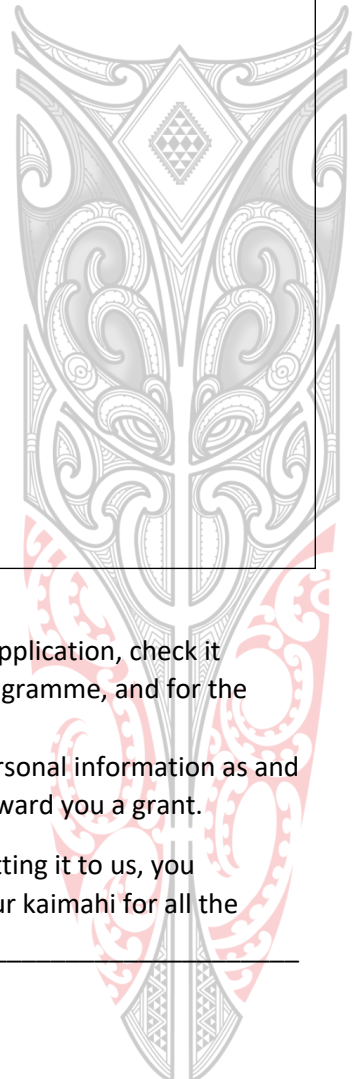 pplication, check it
gramme, and for the
rsonal information as and
ward you a grant.
tting it to us, you
ur kaimahi for all the